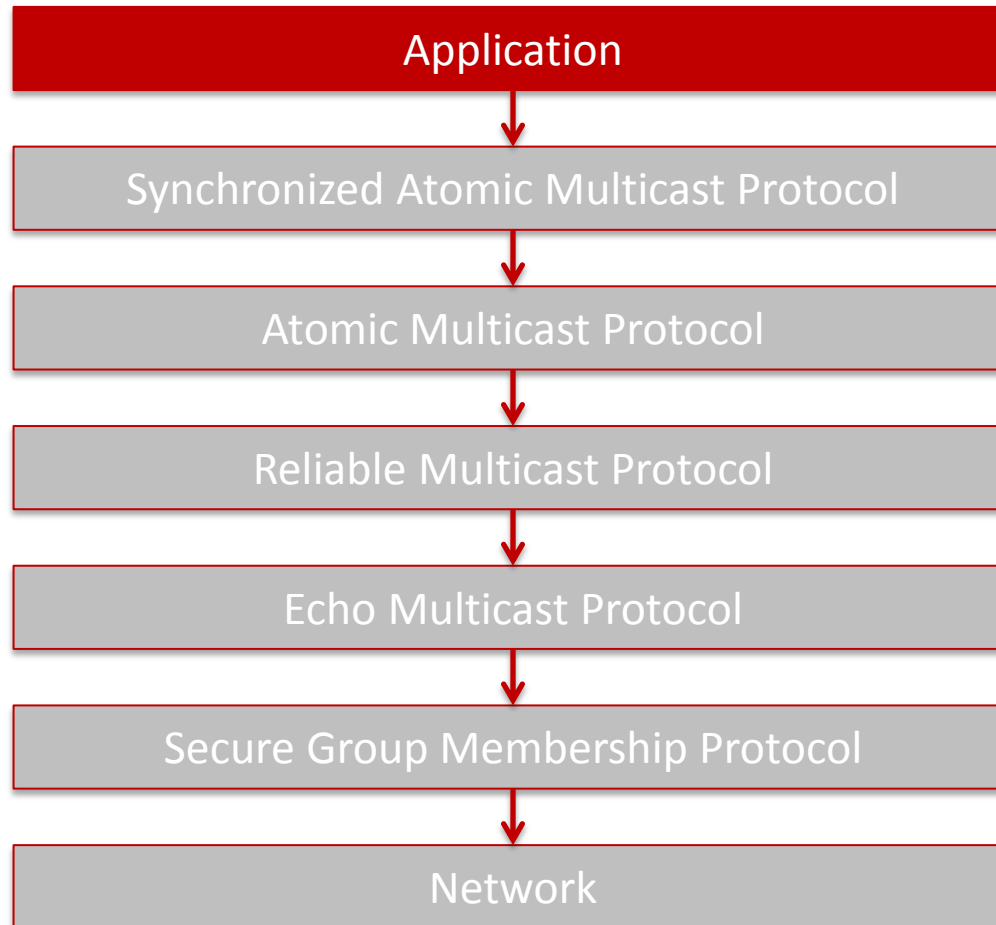 Application
Synchronized Atomic Multicast Protocol
Atomic Multicast Protocol
Reliable Multicast Protocol
Echo Multicast Protocol
Secure Group Membership Protocol
Network